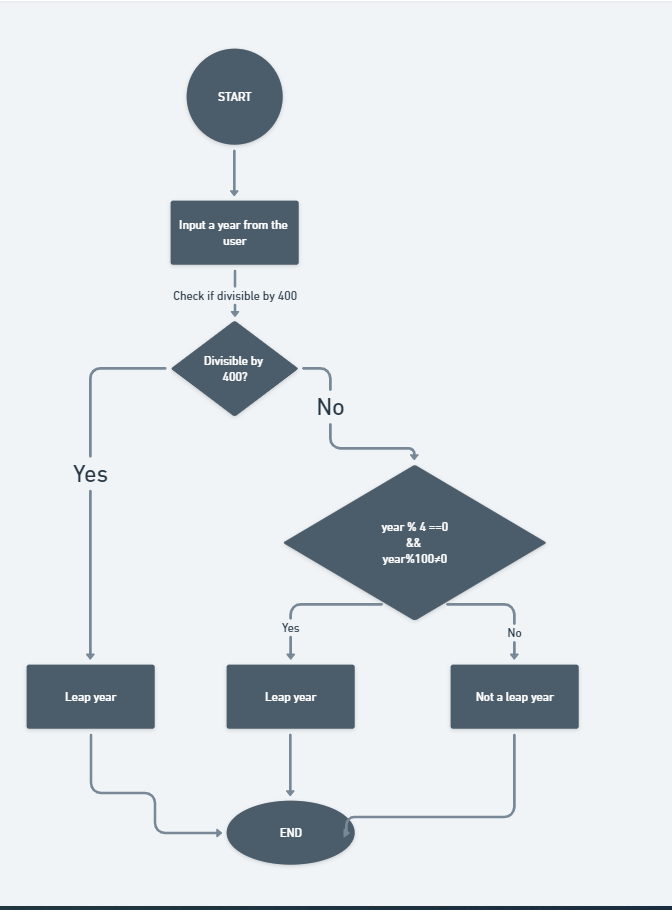 START
Input a year from the
user
Check if divisible by 400
Divisible by
400?
No
Yes
year % 4 ==0
&&
year%100≠0
Yes
No
Leap year
Leap year
Not a leap year
END